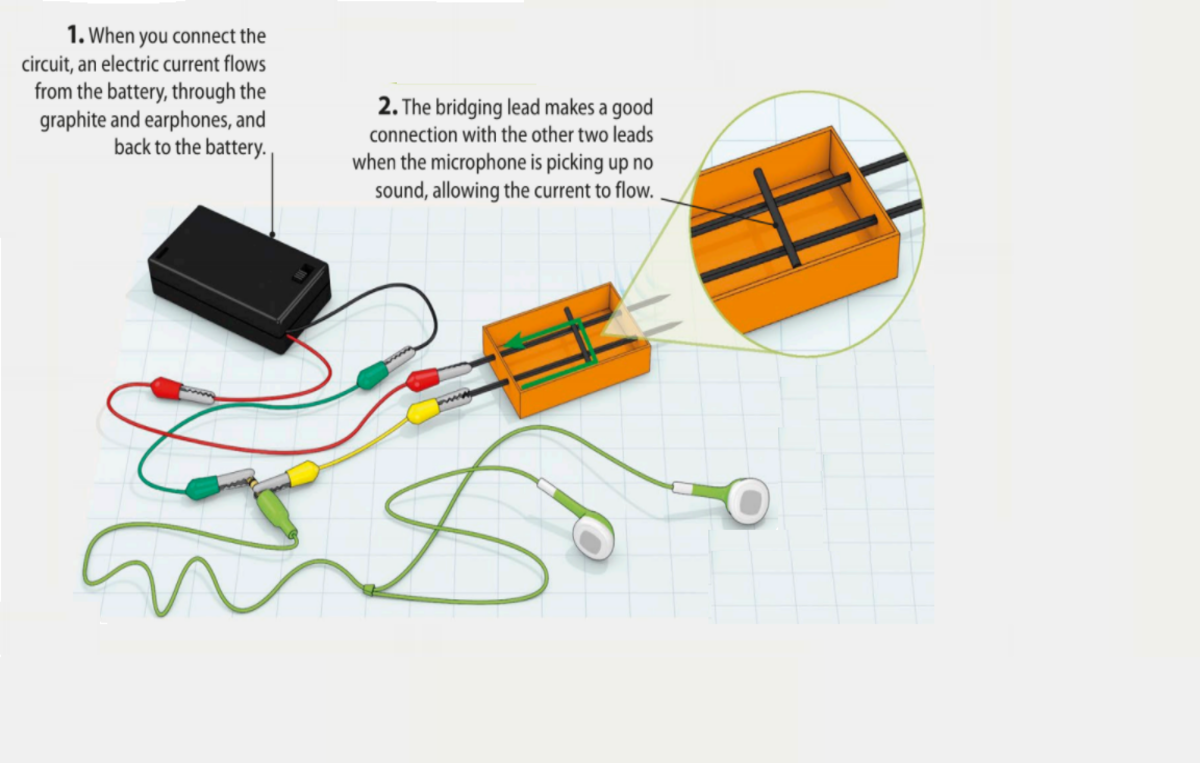 1. When you connect the
circuit, an electric current flows
from the battery, through the
graphite and earphones, and
back to the battery.
2. The bridging lead makes a good
connection with the other two leads
when the microphone is picking up no
sound, allowing the current to flow.